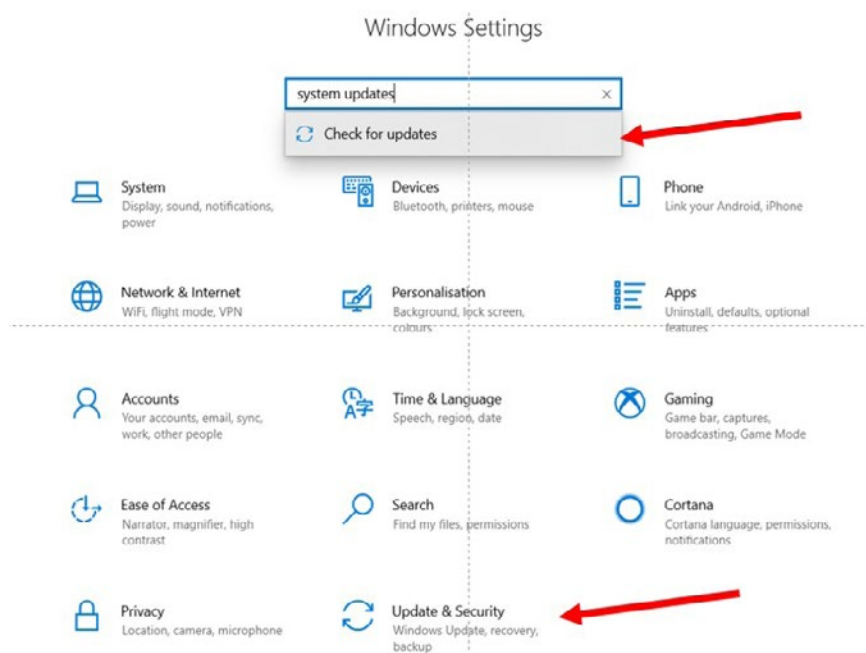 Windows Settings
system updates
Check for updates
System
Display, sound, notifications,
power
Devices
Bluetooth, printers, mouse
Phone
Link your Android, iPhone
Network & Internet
WiFi, flight mode, VPN
Personalisation
Background, lock screen,
colours
Apps
Uninstall, defaults, optional
features
Accounts
Your accounts, email, sync,
work, other people
Time & Language
Speech, region, date
Gaming
Game bar, captures,
broadcasting, Game Mode
Ease of Access
Narrator, magnifier, high
contrast
Search
Find my files, permissions
Cortana
Cortana language, permissions,
notifications
Privacy
Location, camera, microphone
Update & Security
Windows Update, recovery,
backup